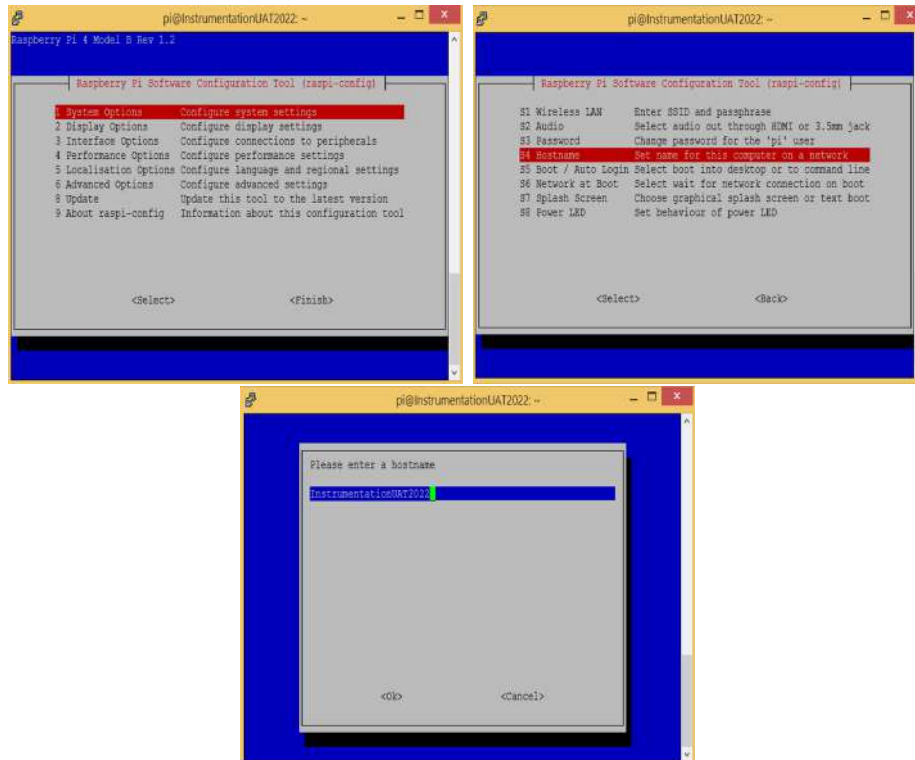 pi@InstrumentationUAT2022: ~
Raspberry Pi 4 Model B Rev 1.2
Raspberry Pi Software Configuration Tool (raspi-config)
1 System Options Configure system settings
2 Display Options Configure display settings
3 Interface Options Configure connections to peripherals
4 Performance Options Configure performance settings
5 Localisation Options Configure language and regional settings
6 Advanced Options Configure advanced settings
8 Update Update this tool to the latest version
9 About raspi-config Information about this configuration tool
<Select> <Finish>
pi@InstrumentationUAT2022: ~
Raspberry Pi Software Configuration Tool (raspi-config)
S1 Wireless LAN Enter SSID and passphrase
S2 Audio Select audio out through HDMI or 3.5mm jack
S3 Password Change password for the 'pi' user
S4 Hostname Set name for this computer on a network
S5 Boot / Auto Login Select boot into desktop or to command line
S6 Network at Boot Select wait for network connection on boot
S7 Splash Screen Choose graphical splash screen or text boot
S8 Power LED Set behaviour of power LED
<Select> <Back>
pi@InstrumentationUAT2022: ~
Please enter a hostname
InstrumentationUAT2022
<Ok> <Cancel>